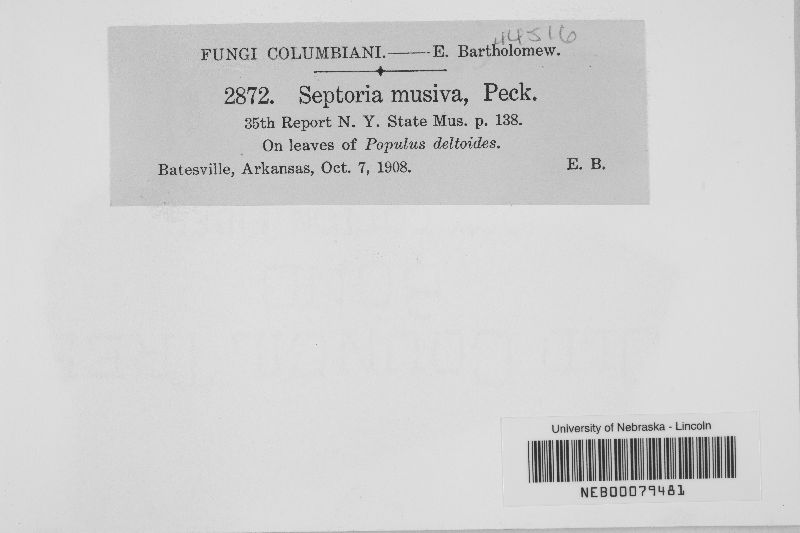 44516
FUNGI COLUMBIANI.——E. Bartholomew.
2872. Septoria musiva, Peck.
35th Report N. Y. State Mus. p. 138.
On leaves of Populus deltoides.
Batesville, Arkansas, Oct. 7, 1908. E. B.
University of Nebraska - Lincoln
NEB00079481